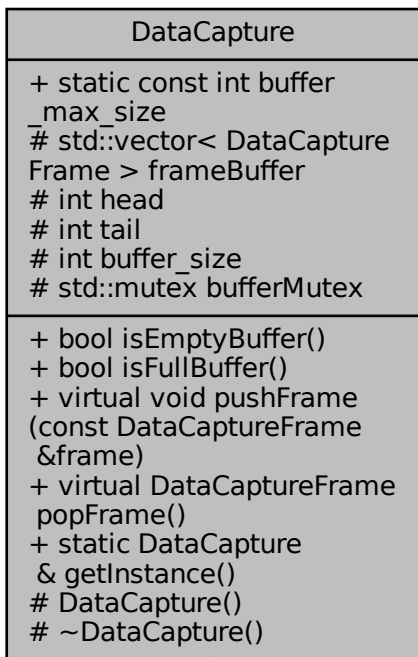 DataCapture
+ static const int buffer
_max_size
# std::vector< DataCapture
Frame > frameBuffer
# int head
# int tail
# int buffer_size
# std::mutex bufferMutex
+ bool isEmptyBuffer()
+ bool isFullBuffer()
+ virtual void pushFrame
(const DataCaptureFrame
&frame)
+ virtual DataCaptureFrame
popFrame()
+ static DataCapture
& getInstance()
# DataCapture()
# ~DataCapture()